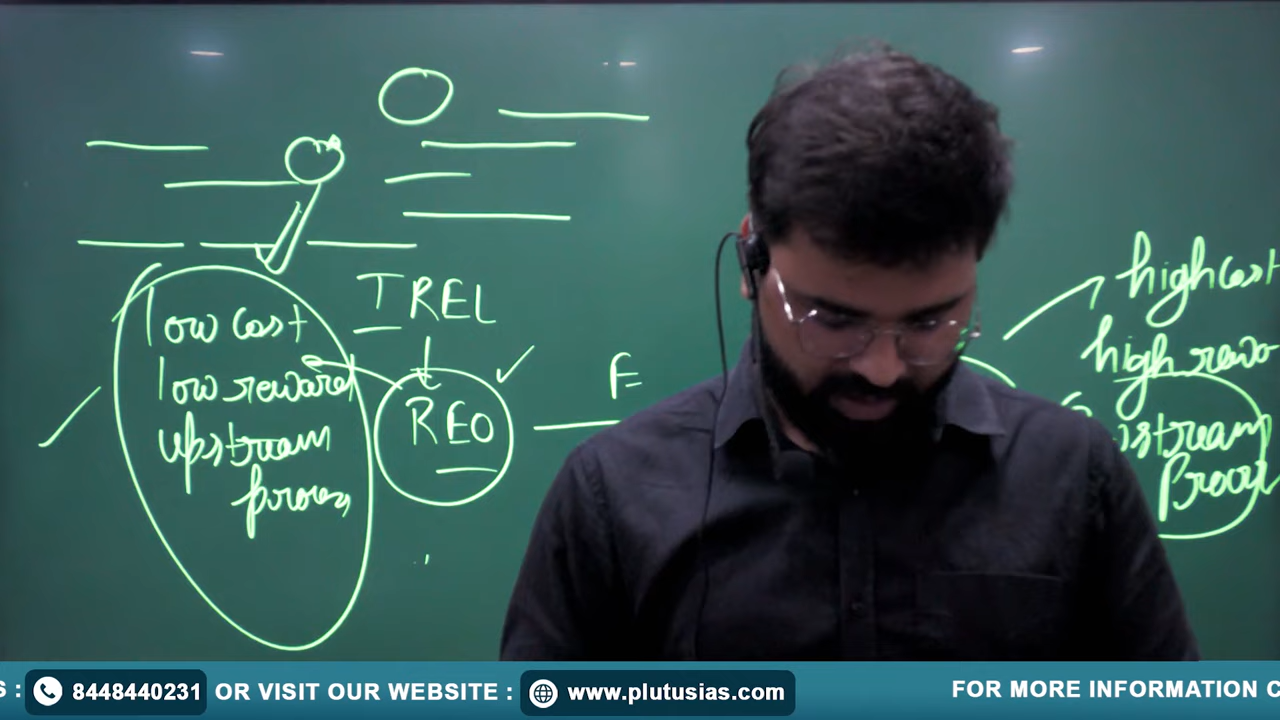 low cost
low reward
upstream
process
IREL
REO
F
high cost
high rewa
stream
S :
8448440231
OR VISIT OUR WEBSITE :
www.plutusias.com
FOR MORE INFORMATION C